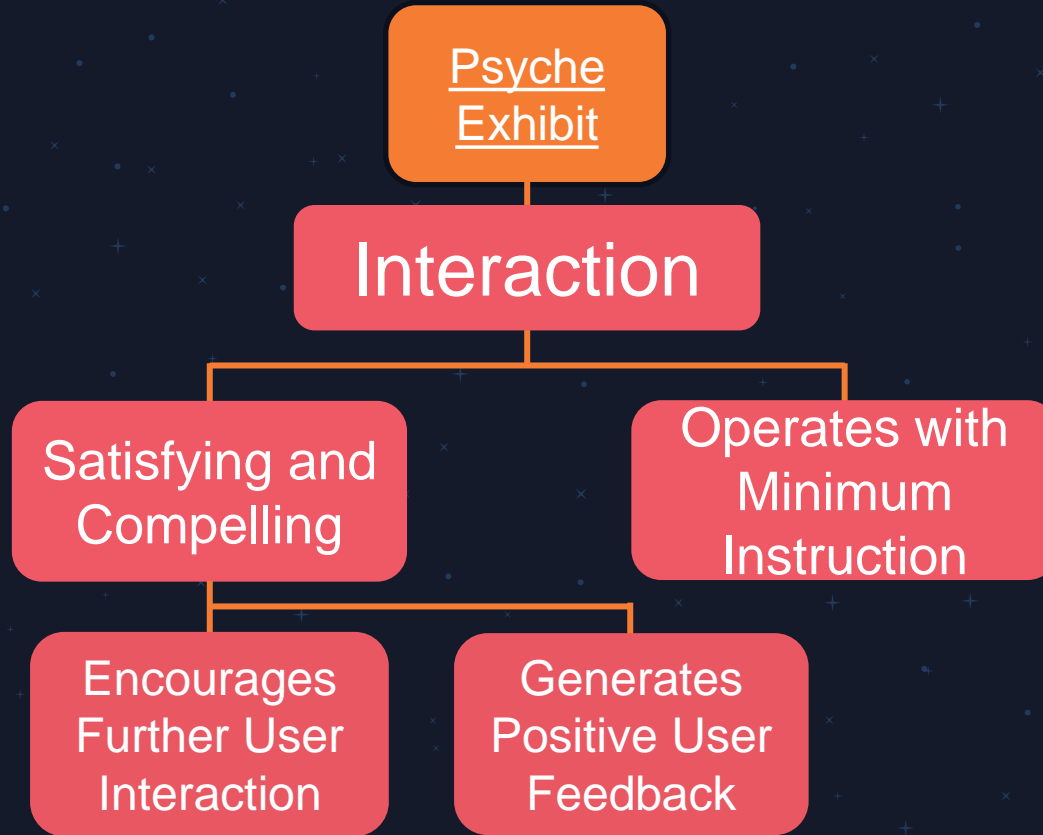 Psyche
Exhibit
Interaction
Satisfying and
Compelling
Operates with
Minimum
Instruction
Encourages
Further User
Interaction
Generates
Positive User
Feedback